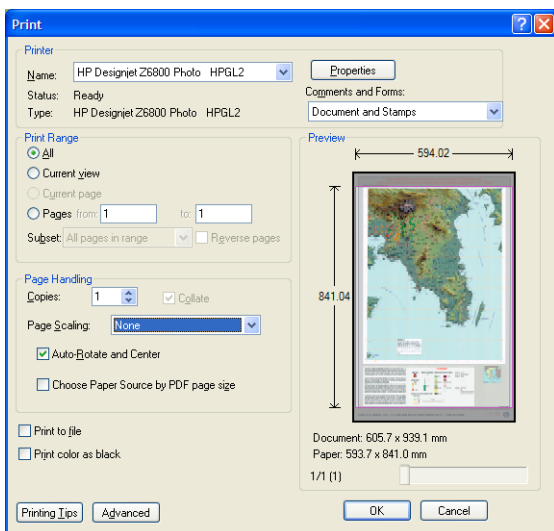 Print
Printer
Name: HP Designjet Z6800 Photo HPGL2 Properties
Status: Ready Comments and Forms:
Type: HP Designjet Z6800 Photo HPGL2 Document and Stamps
Print Range
All
Current view
Current page
Pages from: 1 to: 1
Subset: All pages in range Reverse pages
Page Handling
Copies: 1 Collate
Page Scaling: None
Auto-Rotate and Center
Choose Paper Source by PDF page size
Print to file
Print color as black
Printing Tips Advanced
Preview
594.02
841.04
Document: 605.7 x 939.1 mm
Paper: 593.7 x 841.0 mm
1/1 (1)
OK Cancel